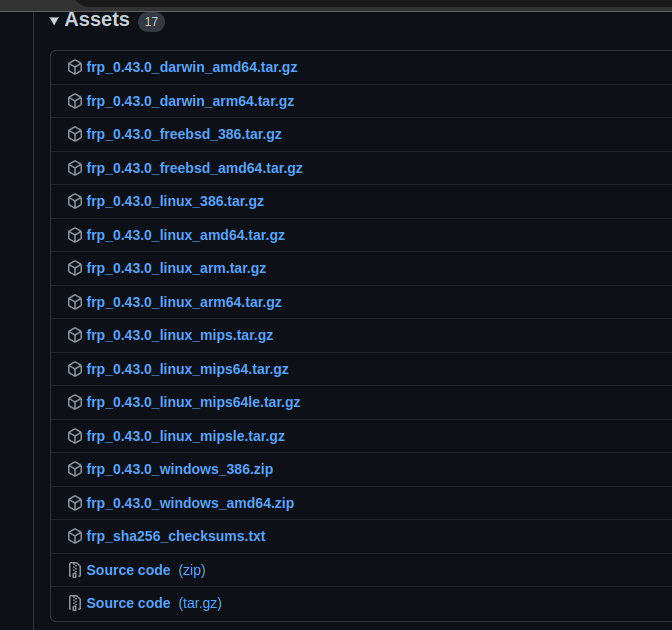 Assets 17
frp_0.43.0_darwin_amd64.tar.gz
frp_0.43.0_darwin_arm64.tar.gz
frp_0.43.0_freebsd_386.tar.gz
frp_0.43.0_freebsd_amd64.tar.gz
frp_0.43.0_linux_386.tar.gz
frp_0.43.0_linux_amd64.tar.gz
frp_0.43.0_linux_arm.tar.gz
frp_0.43.0_linux_arm64.tar.gz
frp_0.43.0_linux_mips.tar.gz
frp_0.43.0_linux_mips64.tar.gz
frp_0.43.0_linux_mips64le.tar.gz
frp_0.43.0_linux_mipsle.tar.gz
frp_0.43.0_windows_386.zip
frp_0.43.0_windows_amd64.zip
frp_sha256_checksums.txt
Source code (zip)
Source code (tar.gz)